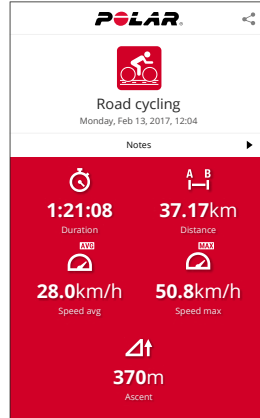 POLAR.
Road cycling
Monday, Feb 13, 2017, 12:04
Notes
A B
1:21:08 37.17km
Duration Distance
AVG MAX
28.0km/h 50.8km/h
Speed avg Speed max
370m
Ascent